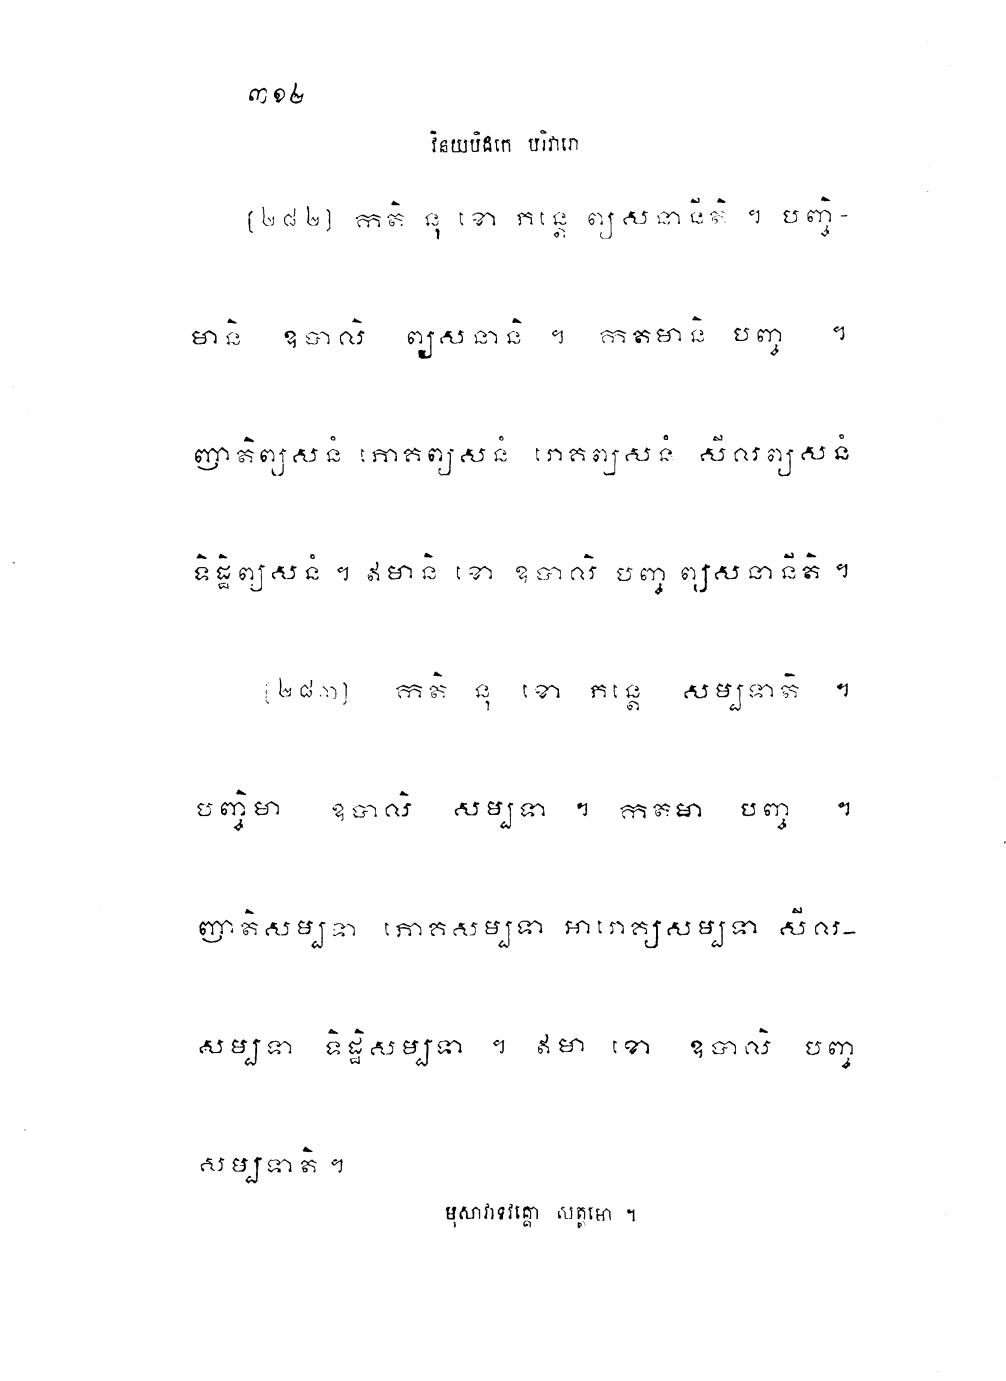 ៣១២
វិនយបិដកេ បរិវារោ
[២៨២] កតិ នុ ខោ ភន្តេ ព្យសនានីតិ ។ បញ្ចិ-
មានិ ឧបាលិ ព្យសនានិ ។ កតមានិ បញ្ច ។
ញាតិព្យសនំ ភោគព្យសនំ រោគព្យសនំ សីលព្យសនំ
ទិដ្ឋិព្យសនំ ។ ឥមានិ ខោ ឧបាលិ បញ្ច ព្យសនានីតិ ។
[២៨៣] កតិ នុ ខោ ភន្តេ សម្បទាតិ ។
បញ្ចិមា ឧបាលិ សម្បទា ។ កតមា បញ្ច ។
ញាតិសម្បទា ភោគសម្បទា អារោគ្យសម្បទា សីល-
សម្បទា ទិដ្ឋិសម្បទា ។ ឥមា ខោ ឧបាលិ បញ្ច
សម្បទាតិ ។
មុសាវាទវគ្គោ សត្តមោ ។